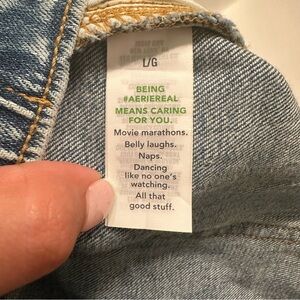 L/G
BEING
#AERIEREAL
MEANS CARING
FOR YOU.
Movie marathons.
Belly laughs.
Naps.
Dancing
like no one's
watching.
All that
good stuff.